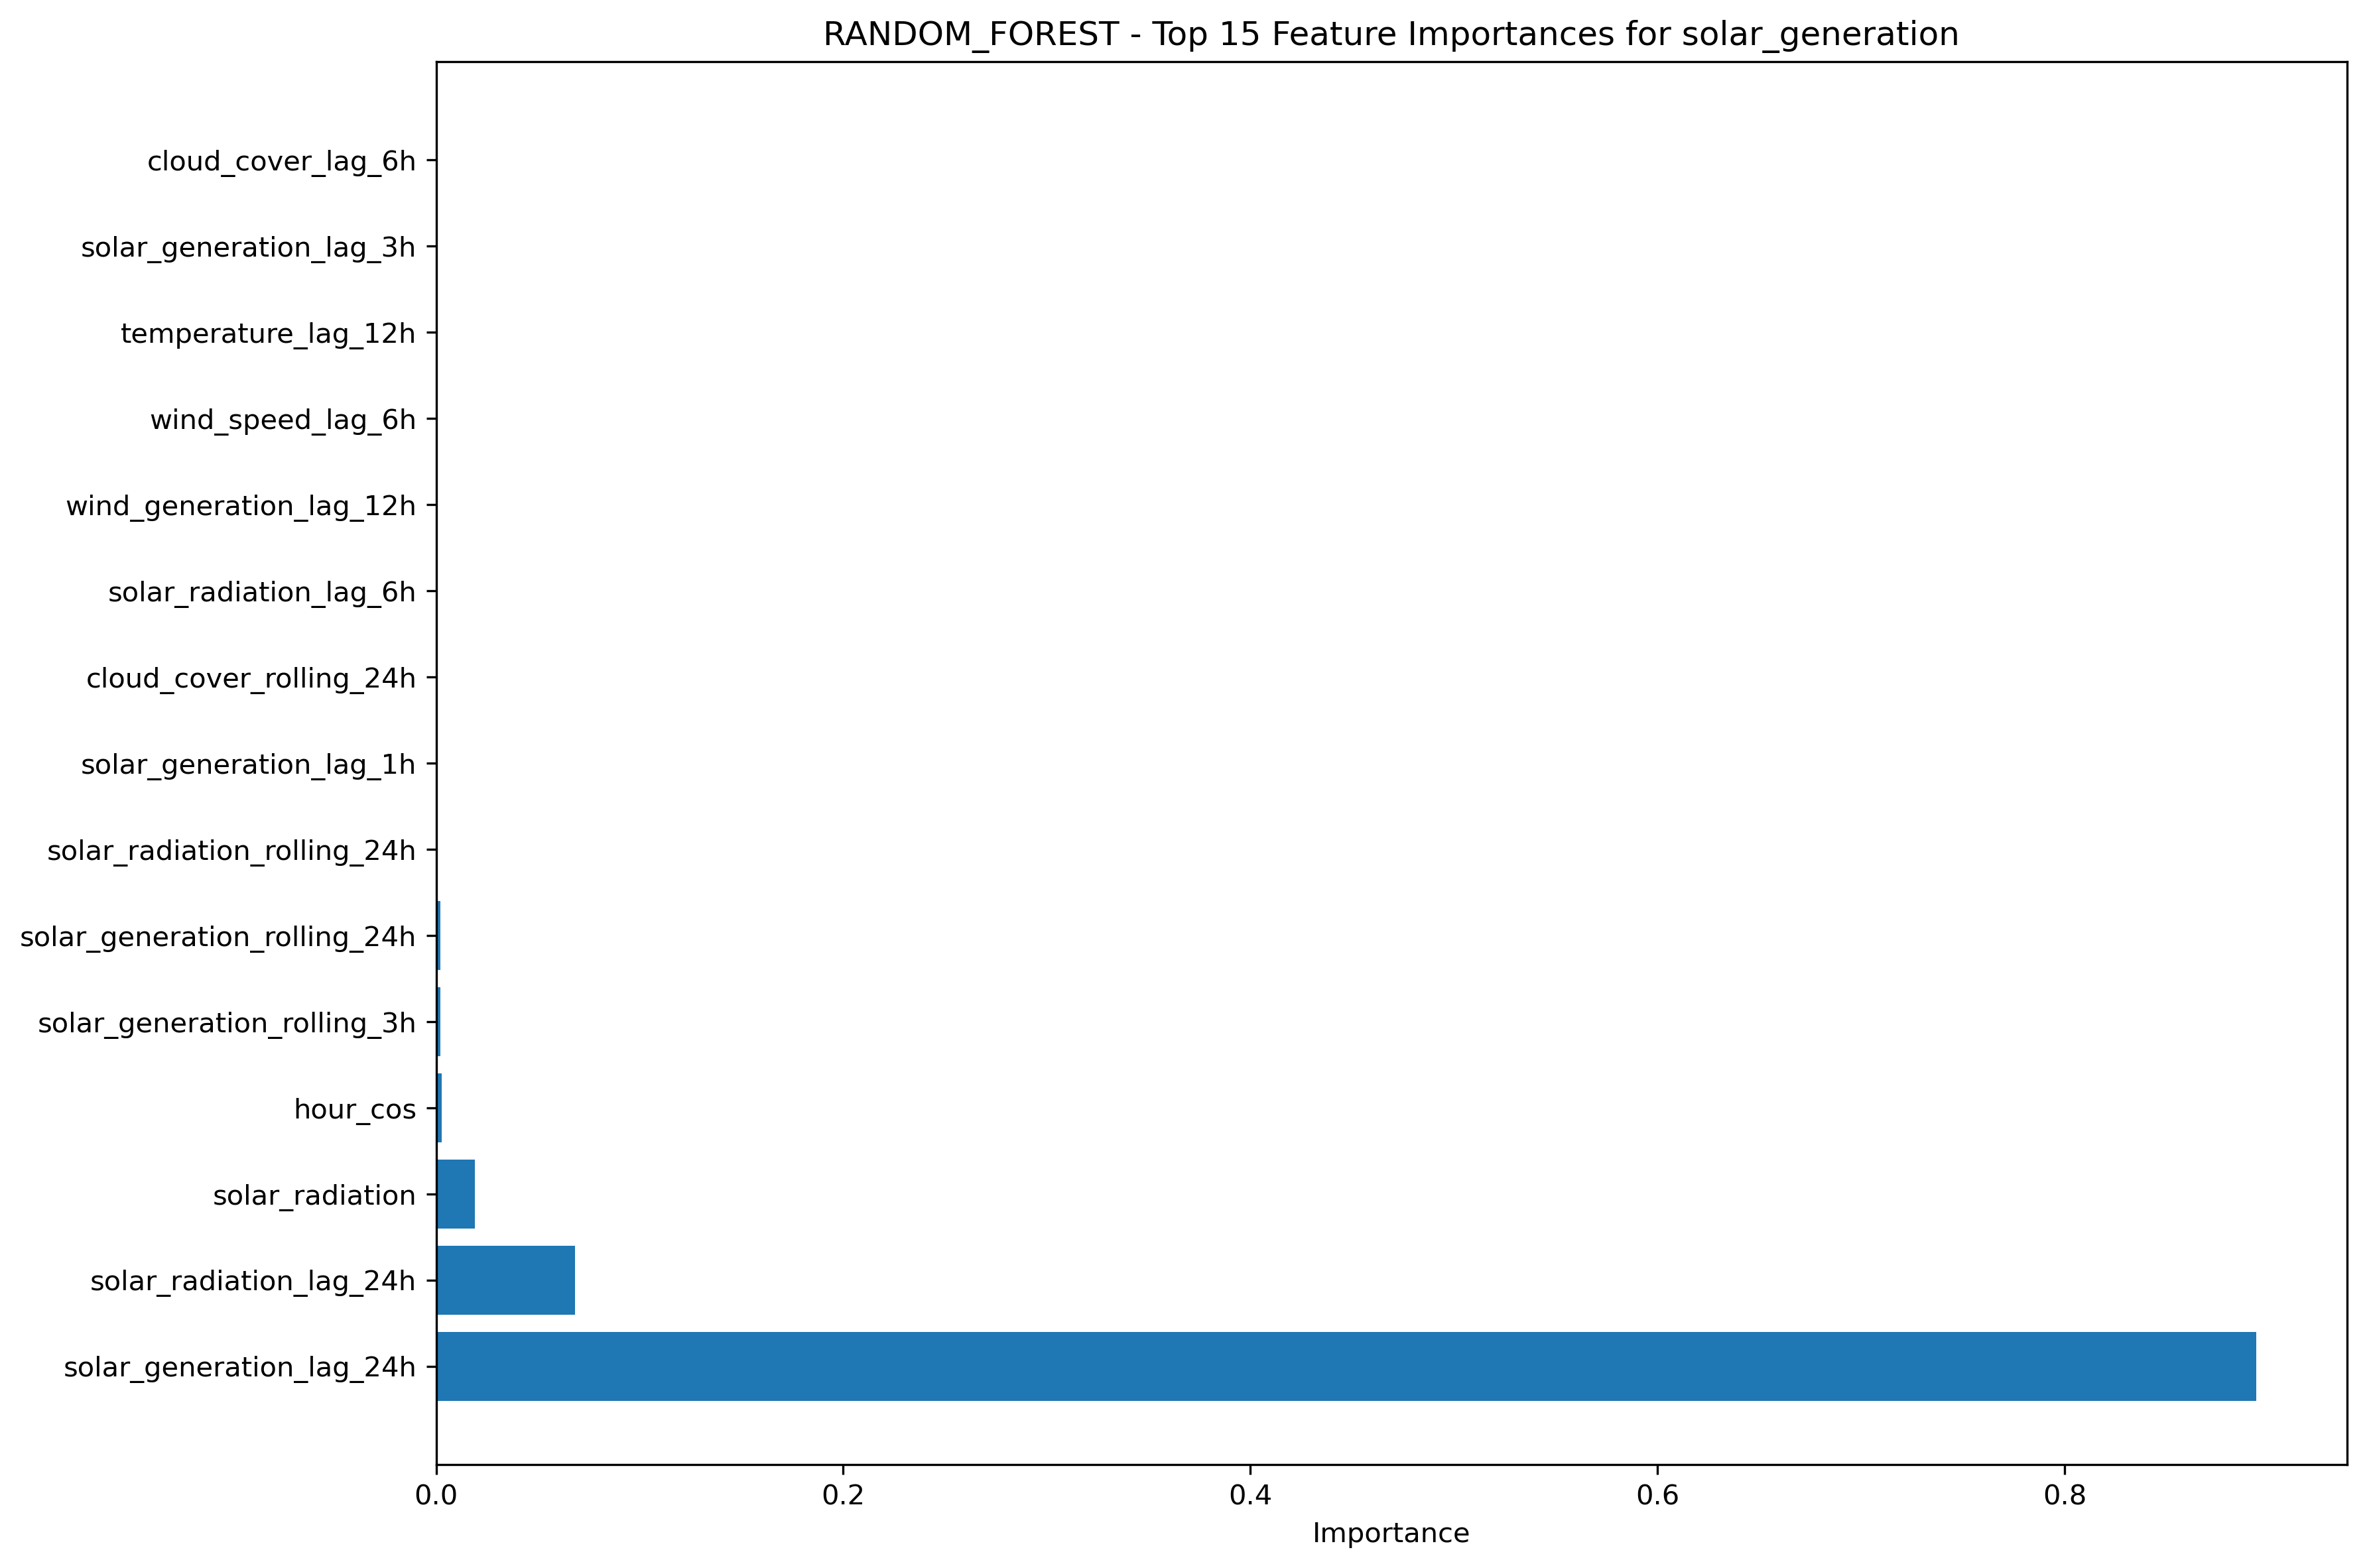 RANDOM_FOREST - Top 15 Feature Importances for solar_generation
cloud_cover_lag_6h
solar_generation_lag_3h
temperature_lag_12h
wind_speed_lag_6h
wind_generation_lag_12h
solar_radiation_lag_6h
cloud_cover_rolling_24h
solar_generation_lag_1h
solar_radiation_rolling_24h
solar_generation_rolling_24h
solar_generation_rolling_3h
hour_cos
solar_radiation
solar_radiation_lag_24h
solar_generation_lag_24h
0.0 0.2 0.4 0.6 0.8
Importance